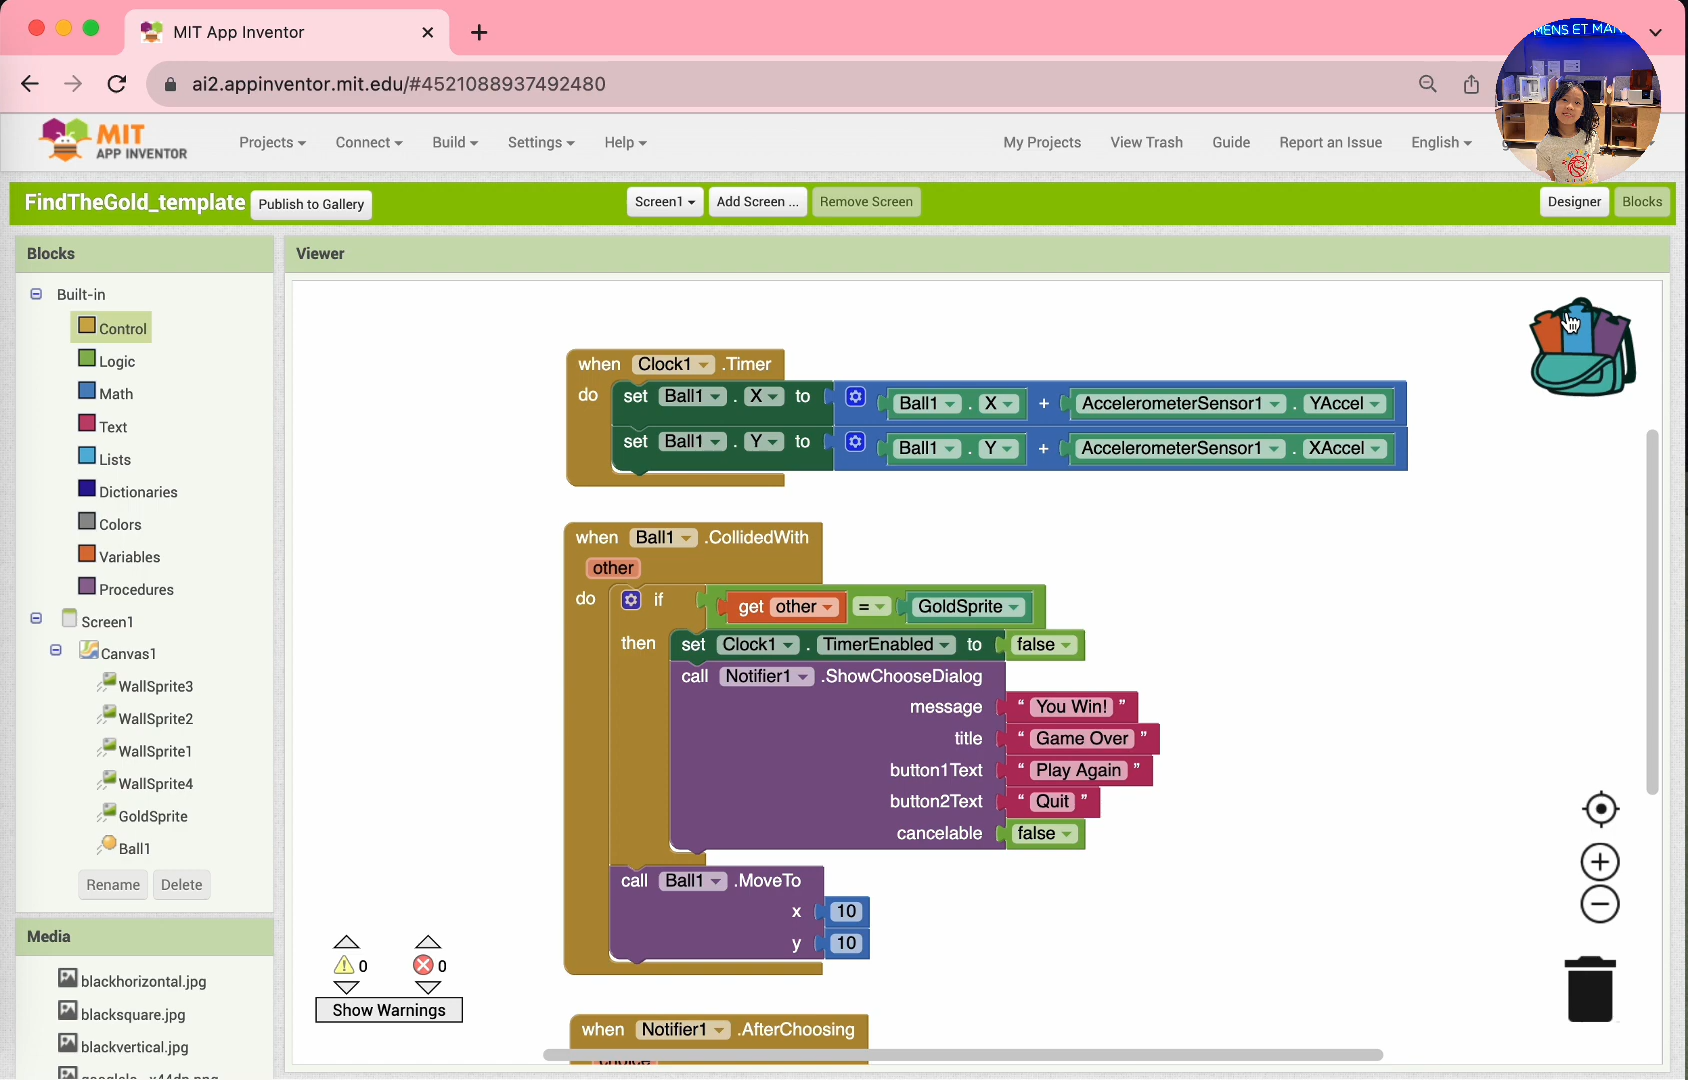 MIT App Inventor
MENS ET MAN
ai2.appinventor.mit.edu/#4521088937492480
MIT
APP INVENTOR
Projects Connect Build Settings Help My Projects View Trash Guide Report an Issue English
FindTheGold_template Publish to Gallery Screen1 Add Screen ... Remove Screen Designer Blocks
Blocks
Built-in
Control
Logic
Math
Text
Lists
Dictionaries
Colors
Variables
Procedures
Screen1
Canvas1
WallSprite3
WallSprite2
WallSprite1
WallSprite4
GoldSprite
Ball1
Rename Delete
Media
blackhorizontal.jpg
blacksquare.jpg
blackvertical.jpg
Viewer
when Clock1 .Timer
do set Ball1 . X to Ball1 . X + AccelerometerSensor1 . YAccel
set Ball1 . Y to Ball1 . Y + AccelerometerSensor1 . XAccel
when Ball1 .CollidedWith
other
do if get other = GoldSprite
then set Clock1 . TimerEnabled to false
call Notifier1 .ShowChooseDialog
message “ You Win! ”
title “ Game Over ”
button1Text “ Play Again ”
button2Text “ Quit ”
cancelable false
call Ball1 .MoveTo
x 10
y 10
when Notifier1 .AfterChoosing
choice
0 0
Show Warnings